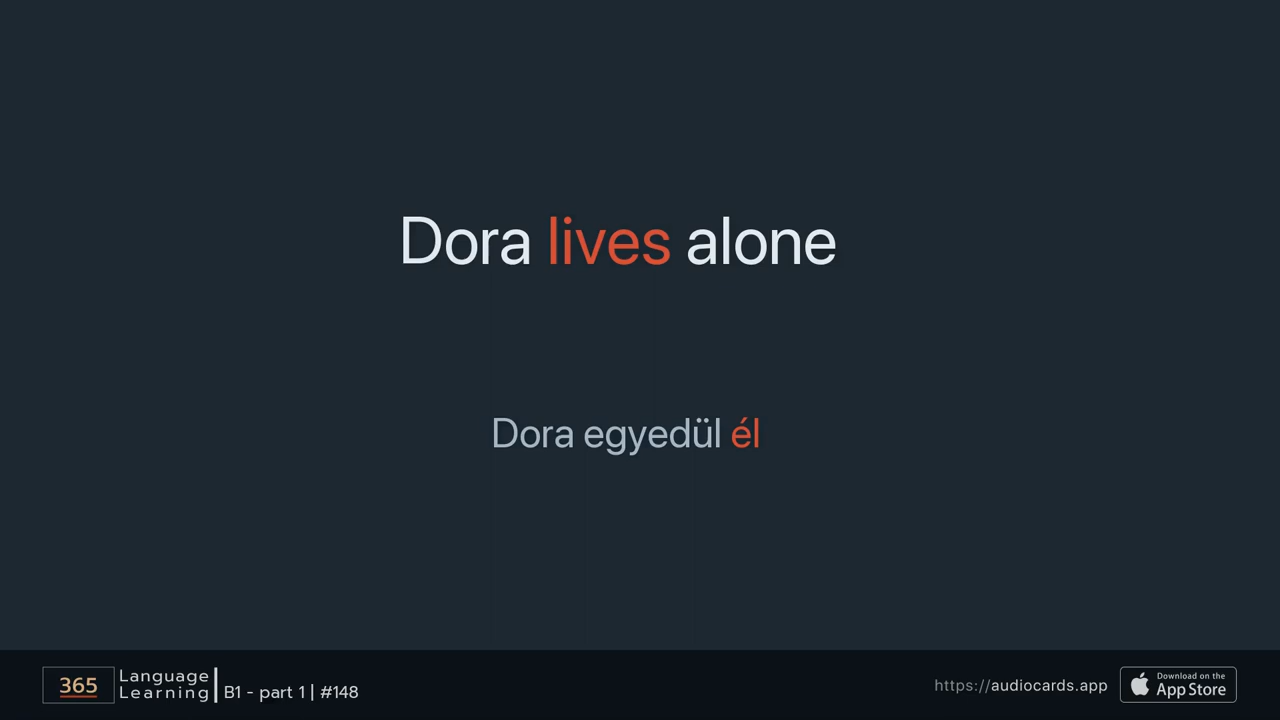 Dora lives alone
Dora egyedül él
365 Language Learning | B1 - part 1 | #148
https://audiocards.app
Download on the App Store